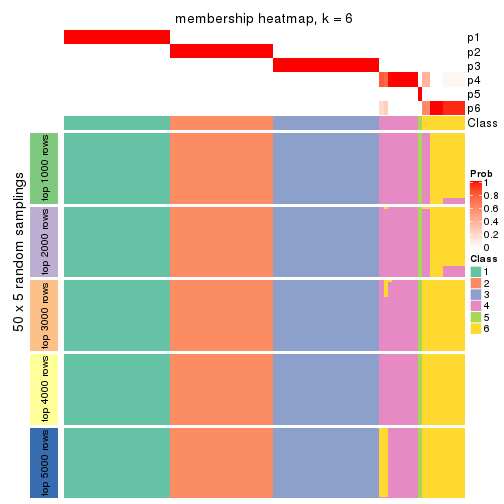 membership heatmap, k = 6
p1
p2
p3
p4
p5
p6
Class
50 x 5 random samplings
top 1000 rows
top 2000 rows
top 3000 rows
top 4000 rows
top 5000 rows
Prob
1
0.8
0.6
0.4
0.2
0
Class
1
2
3
4
5
6